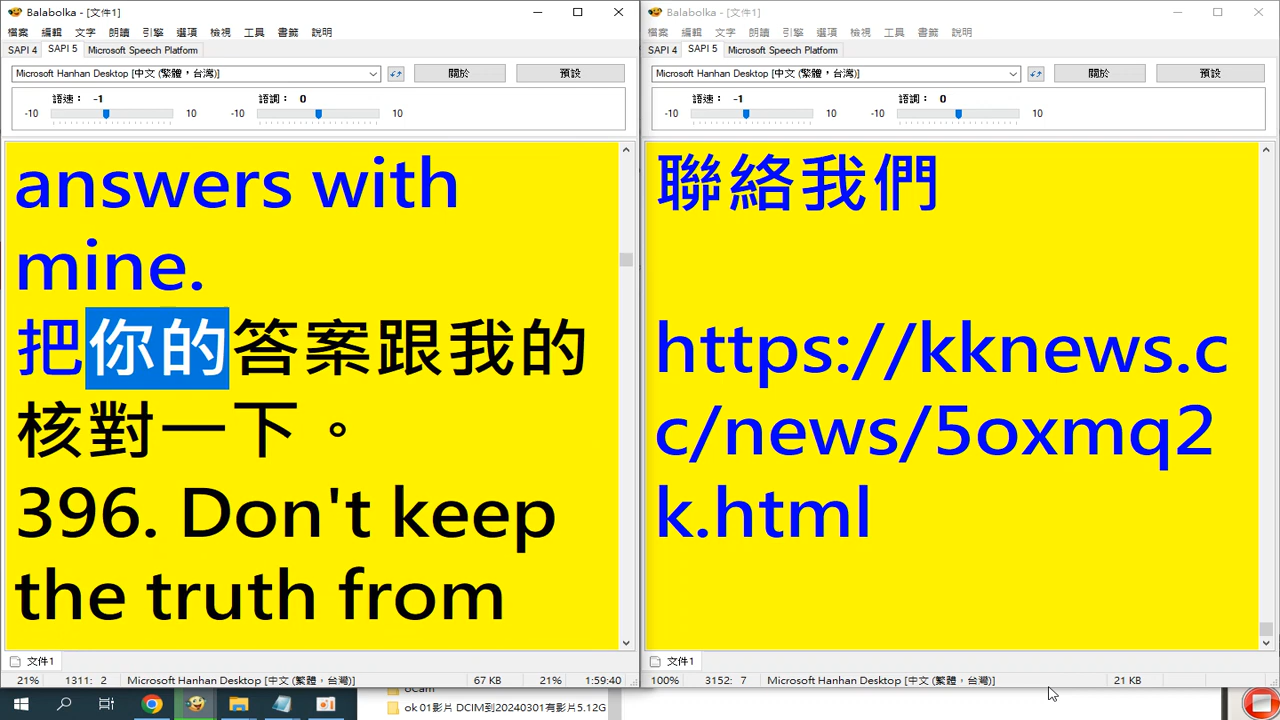 Balabolka - [文件1]
檔案 編輯 文字 朗讀 引擎 選項 檢視 工具 書籤 說明
SAPI 4 SAPI 5 Microsoft Speech Platform
Microsoft Hanhan Desktop [中文 (繁體，台灣)] 關於 預設
語速： -1 語調： 0
-10 10 -10 10
answers with
mine.
把你的答案跟我的
核對一下。
396. Don't keep
the truth from
文件1
21% 1311: 2 Microsoft Hanhan Desktop [中文 (繁體，台灣)] 67 KB 21% 1:59:40
Balabolka - [文件1]
檔案 編輯 文字 朗讀 引擎 選項 檢視 工具 書籤 說明
SAPI 4 SAPI 5 Microsoft Speech Platform
Microsoft Hanhan Desktop [中文 (繁體，台灣)] 關於 預設
語速： -1 語調： 0
-10 10 -10 10
聯絡我們
https://kknews.c
c/news/5oxmq2
k.html
文件1
100% 3152: 7 Microsoft Hanhan Desktop [中文 (繁體，台灣)] 21 KB
oCam
ok 01影片 DCIM到20240301有影片5.12G